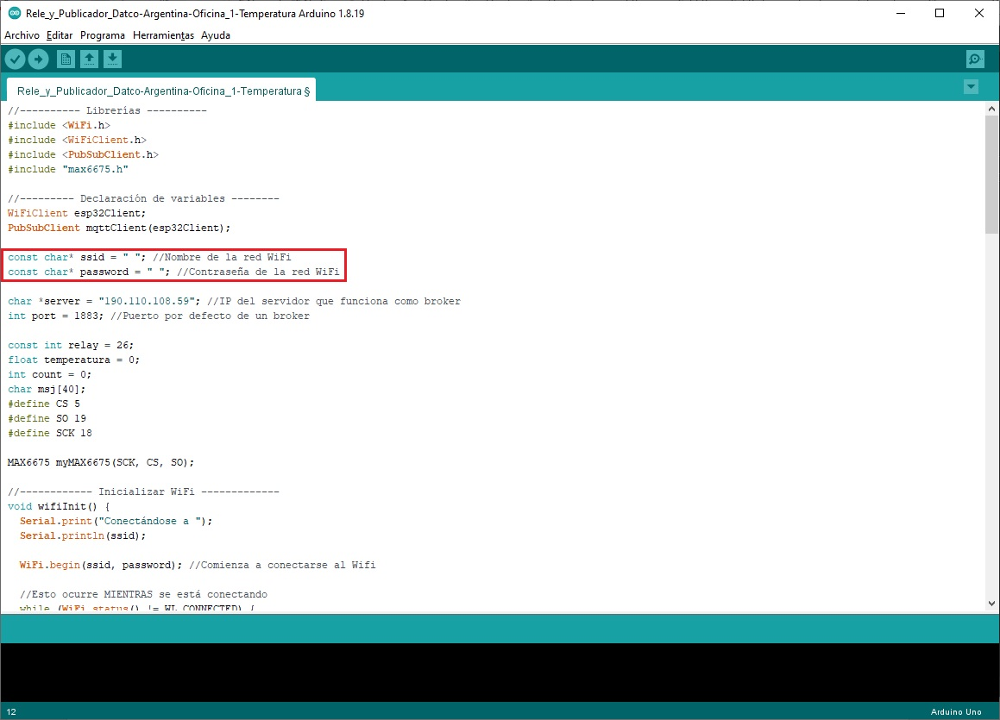 Rele_y_Publicador_Datco-Argentina-Oficina_1-Temperatura Arduino 1.8.19
Archivo Editar Programa Herramientas Ayuda
Rele_y_Publicador_Datco-Argentina-Oficina_1-Temperatura §
//---------- Librerías ----------
#include <WiFi.h>
#include <WiFiClient.h>
#include <PubSubClient.h>
#include "max6675.h"
//--------- Declaración de variables --------
WiFiClient esp32Client;
PubSubClient mqttClient(esp32Client);
const char* ssid = " "; //Nombre de la red WiFi
const char* password = " "; //Contraseña de la red WiFi
char *server = "190.110.108.59"; //IP del servidor que funciona como broker
int port = 1883; //Puerto por defecto de un broker
const int relay = 26;
float temperatura = 0;
int count = 0;
char msj[40];
#define CS 5
#define SO 19
#define SCK 18
MAX6675 myMAX6675(SCK, CS, SO);
//------------ Inicializar WiFi -------------
void wifiInit() {
Serial.print("Conectándose a ");
Serial.println(ssid);
WiFi.begin(ssid, password); //Comienza a conectarse al Wifi
//Esto ocurre MIENTRAS se está conectando
while (WiFi.status() != WL_CONNECTED) {
12
Arduino Uno